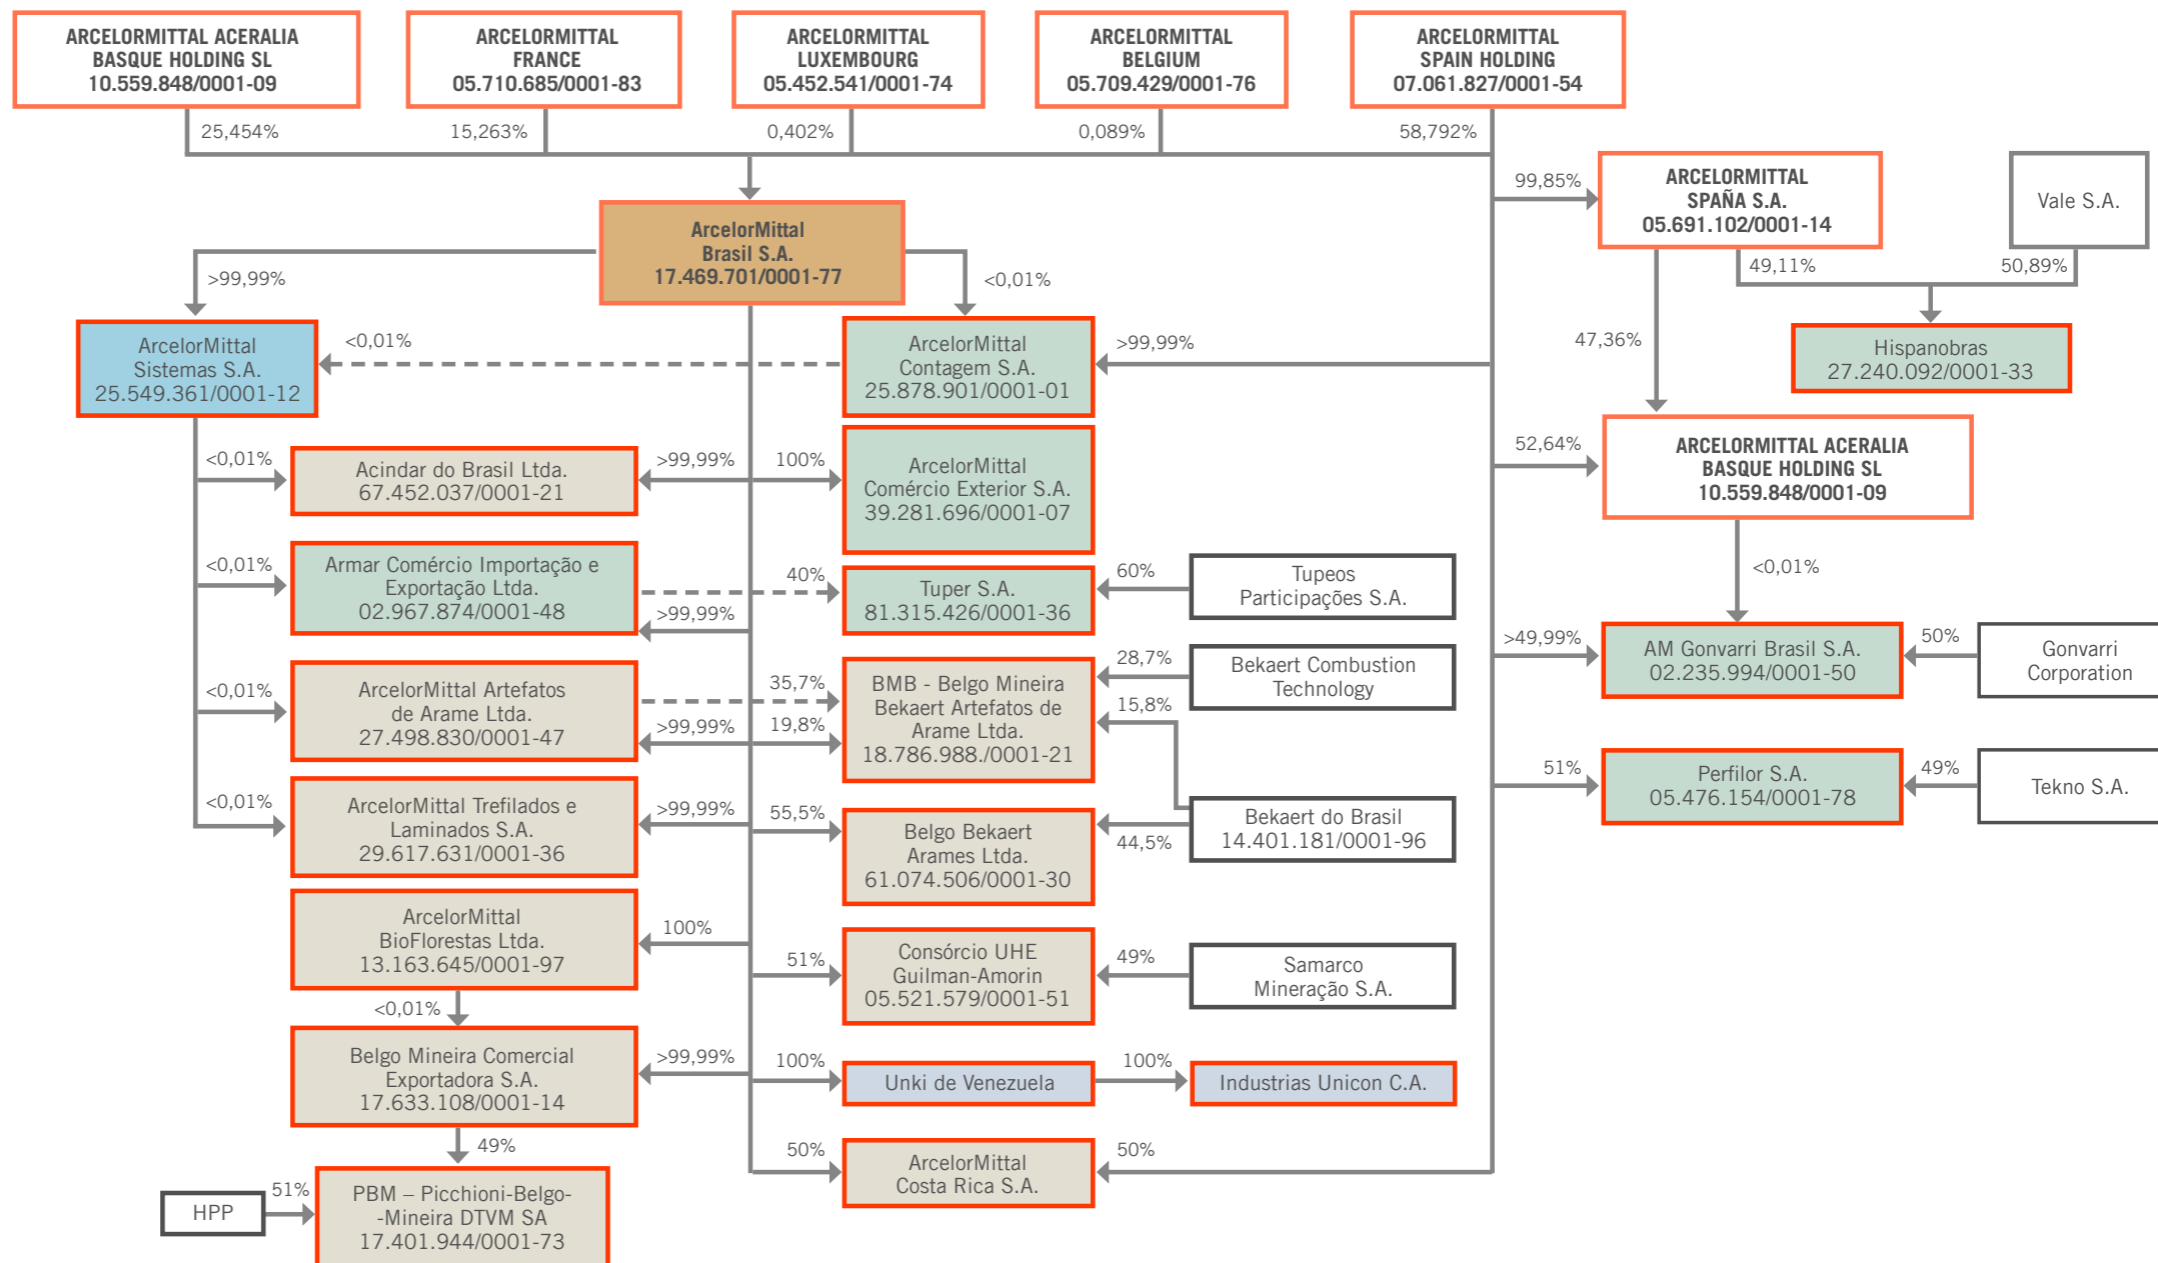 ARCELORMITTAL ACERALIA
BASQUE HOLDING SL
10.559.848/0001-09
ARCELORMITTAL
FRANCE
05.710.685/0001-83
ARCELORMITTAL
LUXEMBOURG
05.452.541/0001-74
ARCELORMITTAL
BELGIUM
05.709.429/0001-76
ARCELORMITTAL
SPAIN HOLDING
07.061.827/0001-54
25,454%
15,263%
0,402%
0,089%
58,792%
99,85%
ARCELORMITTAL
SPAÑA S.A.
05.691.102/0001-14
Vale S.A.
ArcelorMittal
Brasil S.A.
17.469.701/0001-77
>99,99%
<0,01%
49,11%
50,89%
ArcelorMittal
Sistemas S.A.
25.549.361/0001-12
<0,01%
ArcelorMittal
Contagem S.A.
25.878.901/0001-01
>99,99%
47,36%
Hispanobras
27.240.092/0001-33
<0,01%
Acindar do Brasil Ltda.
67.452.037/0001-21
>99,99%
100%
ArcelorMittal
Comércio Exterior S.A.
39.281.696/0001-07
52,64%
ARCELORMITTAL ACERALIA
BASQUE HOLDING SL
10.559.848/0001-09
<0,01%
<0,01%
Armar Comércio Importação e
Exportação Ltda.
02.967.874/0001-48
40%
>99,99%
Tuper S.A.
81.315.426/0001-36
60%
Tupeos
Participações S.A.
>49,99%
AM Gonvarri Brasil S.A.
02.235.994/0001-50
50%
Gonvarri
Corporation
<0,01%
ArcelorMittal Artefatos
de Arame Ltda.
27.498.830/0001-47
35,7%
>99,99%
19,8%
BMB - Belgo Mineira
Bekaert Artefatos de
Arame Ltda.
18.786.988./0001-21
28,7%
15,8%
Bekaert Combustion
Technology
51%
Perfilor S.A.
05.476.154/0001-78
49%
Tekno S.A.
<0,01%
ArcelorMittal Trefilados e
Laminados S.A.
29.617.631/0001-36
>99,99%
55,5%
Belgo Bekaert
Arames Ltda.
61.074.506/0001-30
44,5%
Bekaert do Brasil
14.401.181/0001-96
ArcelorMittal
BioFlorestas Ltda.
13.163.645/0001-97
100%
51%
Consórcio UHE
Guilman-Amorin
05.521.579/0001-51
49%
Samarco
Mineração S.A.
<0,01%
Belgo Mineira Comercial
Exportadora S.A.
17.633.108/0001-14
>99,99%
100%
Unki de Venezuela
100%
Industrias Unicon C.A.
49%
50%
ArcelorMittal
Costa Rica S.A.
50%
HPP
51%
PBM – Picchioni-Belgo-
-Mineira DTVM SA
17.401.944/0001-73